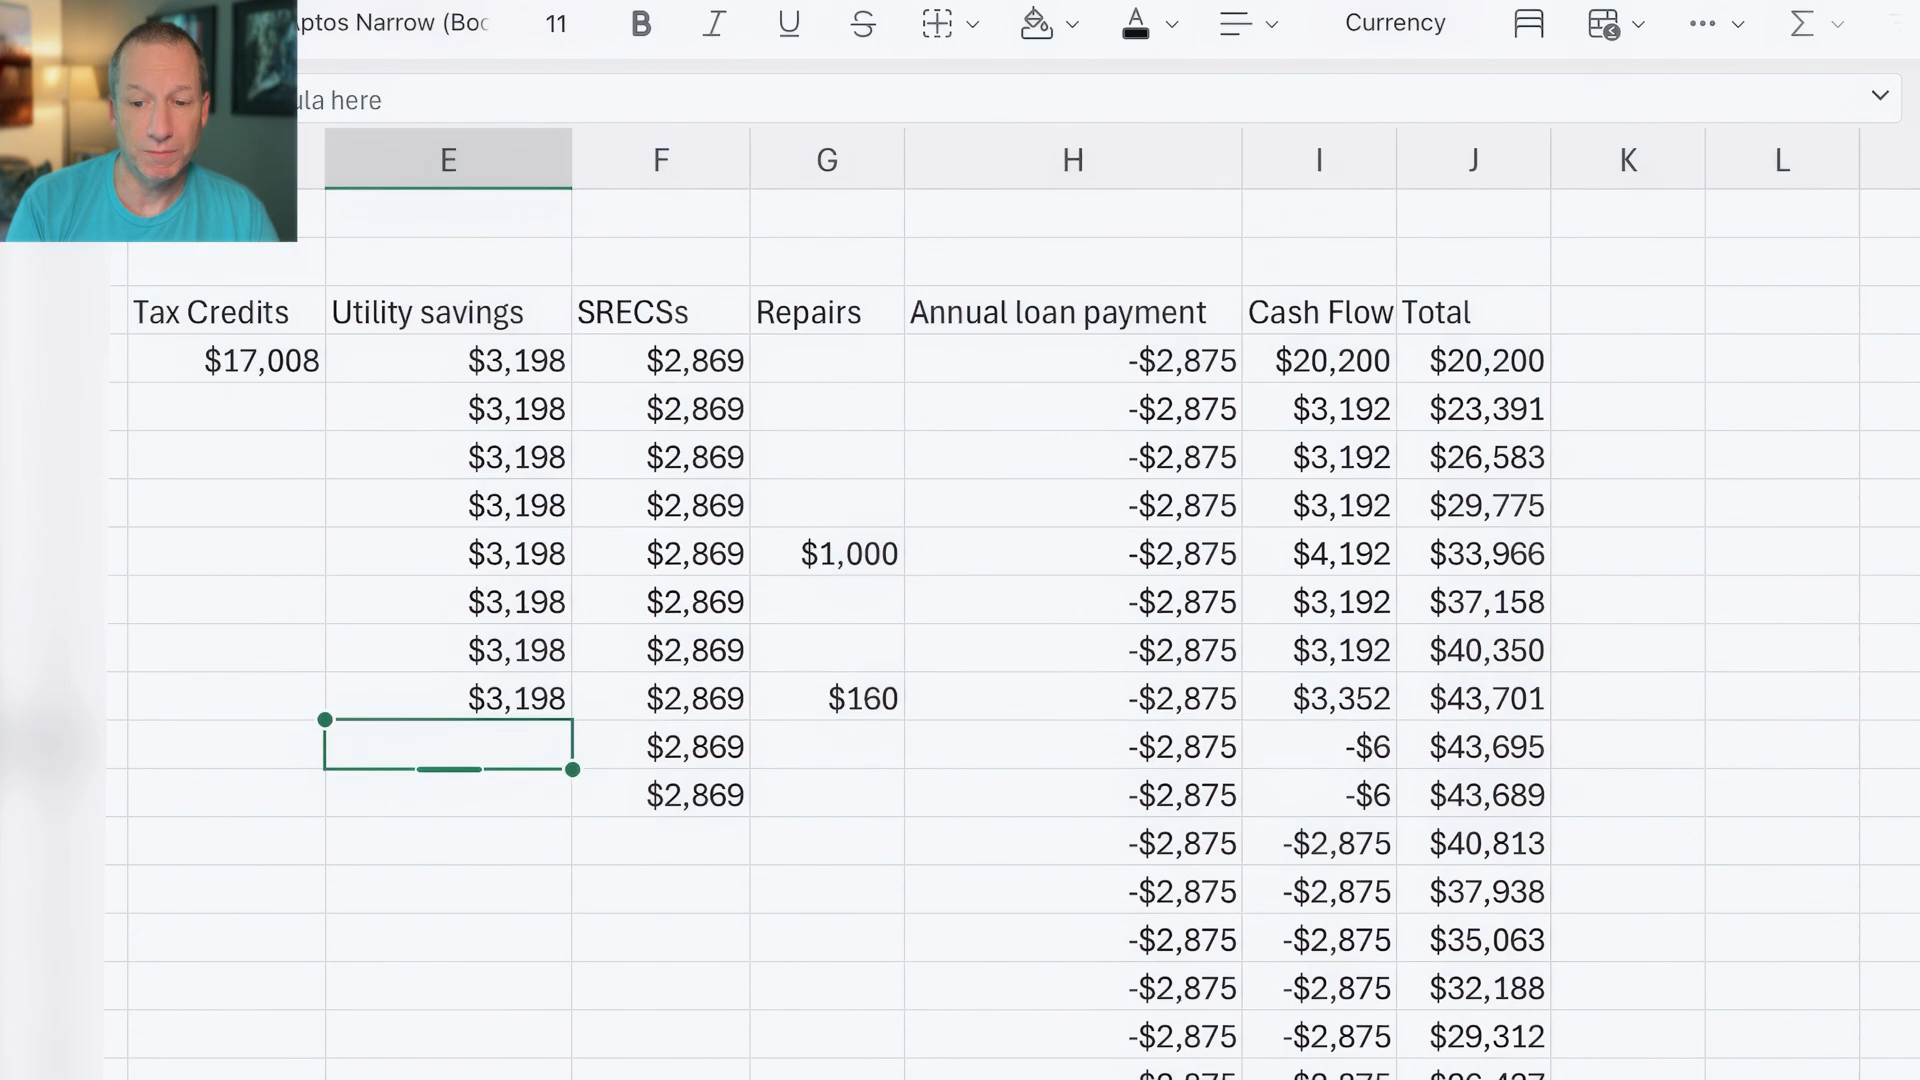 Aptos Narrow (Boo 11 B I U S A Currency Σ
ula here
E F G H I J K L
Tax Credits Utility savings SRECSs Repairs Annual loan payment Cash Flow Total
$17,008 $3,198 $2,869 -$2,875 $20,200 $20,200
$3,198 $2,869 -$2,875 $3,192 $23,391
$3,198 $2,869 -$2,875 $3,192 $26,583
$3,198 $2,869 -$2,875 $3,192 $29,775
$3,198 $2,869 $1,000 -$2,875 $4,192 $33,966
$3,198 $2,869 -$2,875 $3,192 $37,158
$3,198 $2,869 -$2,875 $3,192 $40,350
$3,198 $2,869 $160 -$2,875 $3,352 $43,701
$2,869 -$2,875 -$6 $43,695
$2,869 -$2,875 -$6 $43,689
-$2,875 -$2,875 $40,813
-$2,875 -$2,875 $37,938
-$2,875 -$2,875 $35,063
-$2,875 -$2,875 $32,188
-$2,875 -$2,875 $29,312